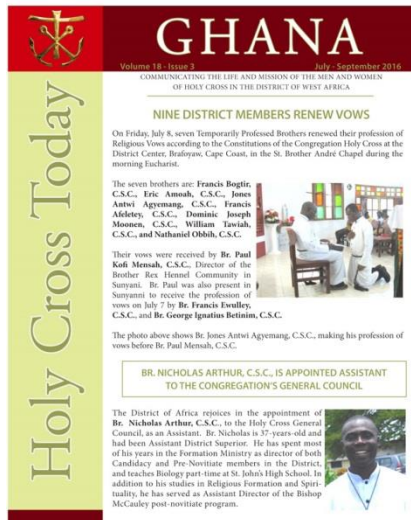 GHANA
Volume 18 - Issue 3
July - September 2016
COMMUNICATING THE LIFE AND MISSION OF THE MEN AND WOMEN
OF HOLY CROSS IN THE DISTRICT OF WEST AFRICA
Holy Cross Today
NINE DISTRICT MEMBERS RENEW VOWS
On Friday, July 8, seven Temporarily Professed Brothers renewed their profession of
Religious Vows according to the Constitutions of the Congregation Holy Cross at the
District Center, Brafoyaw, Cape Coast, in the St. Brother André Chapel during the
morning Eucharist.
The seven brothers are: Francis Bogtir,
C.S.C., Eric Amoah, C.S.C., Jones
Antwi Agyemang, C.S.C., Francis
Afeletey, C.S.C., Dominic Joseph
Moonen, C.S.C., William Tawiah,
C.S.C., and Nathaniel Obbih, C.S.C.
Their vows were received by Br. Paul
Kofi Mensah, C.S.C., Director of the
Brother Rex Hennel Community in
Sunyani. Br. Paul was also present in
Sunyanni to receive the profession of
vows on July 7 by Br. Francis Ewulley,
C.S.C., and Br. George Ignatius Betinim, C.S.C.
The photo above shows Br. Jones Antwi Agyemang, C.S.C., making his profession of
vows before Br. Paul Mensah, C.S.C.
BR. NICHOLAS ARTHUR, C.S.C., IS APPOINTED ASSISTANT
TO THE CONGREGATION'S GENERAL COUNCIL
The District of Africa rejoices in the appointment of
Br. Nicholas Arthur, C.S.C., to the Holy Cross General
Council, as an Assistant. Br. Nicholas is 37-years-old and
had been Assistant District Superior. He has spent most
of his years in the Formation Ministry as director of both
Candidacy and Pre-Novitiate members in the District,
and teaches Biology part-time at St. John's High School. In
addition to his studies in Religious Formation and Spiri-
tuality, he has served as Assistant Director of the Bishop
McCauley post-novitiate program.